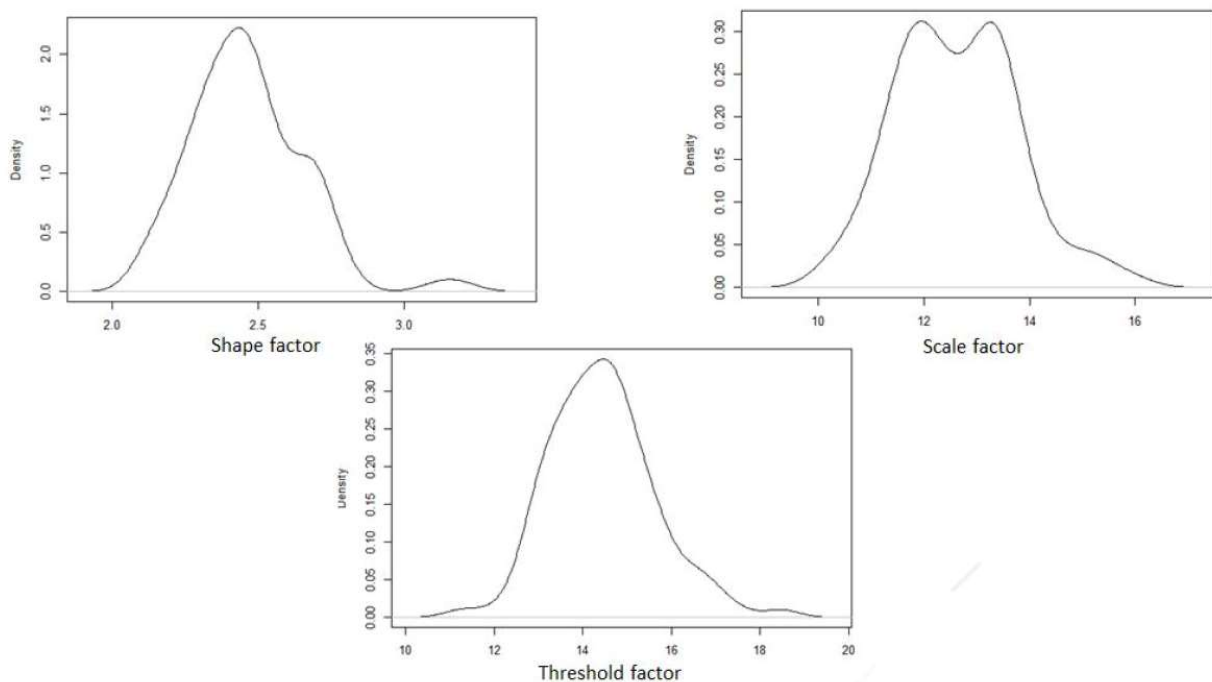 Density
0.0 0.5 1.0 1.5 2.0
2.0 2.5 3.0
Shape factor
Density
0.00 0.05 0.10 0.15 0.20 0.25 0.30
10 12 14 16
Scale factor
Density
0.00 0.05 0.10 0.15 0.20 0.25 0.30 0.35
10 12 14 16 18 20
Threshold factor